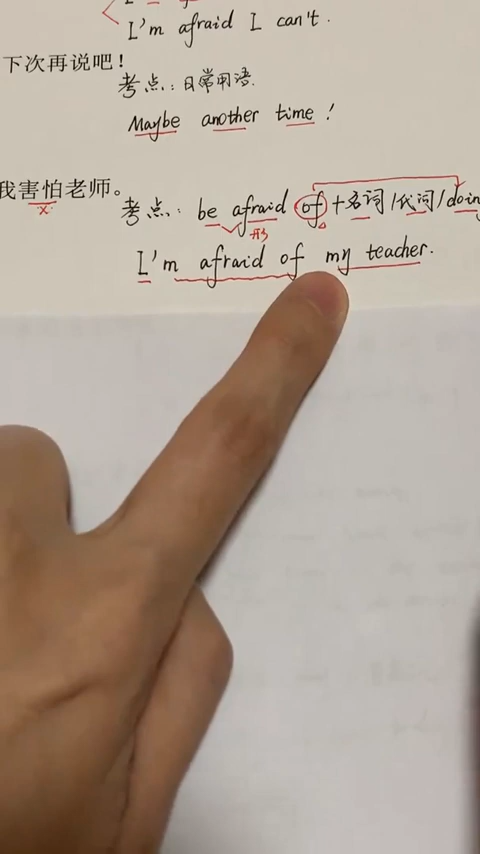 I'm afraid I can't.
下次再说吧！
考点：日常用语.
Maybe another time！
我害怕老师。
x
考点：be afraid of +名词/代词/doin
形
I'm afraid of my teacher.